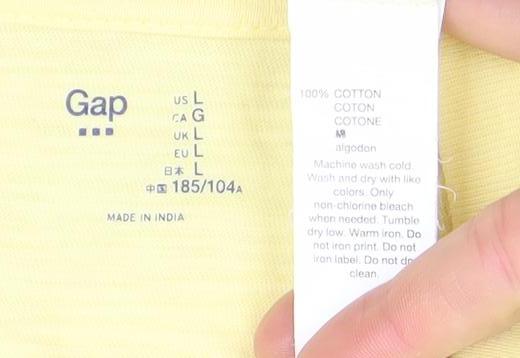 Gap
US L
CA G
UK L
EU L
日本 L
中国 185/104A
MADE IN INDIA
100% COTTON
COTON
COTONE
綿
algodon
Machine wash cold.
Wash and dry with like
colors. Only
non-chlorine bleach
when needed. Tumble
dry low. Warm iron. Do
not iron print. Do not
iron label. Do not dry
clean.